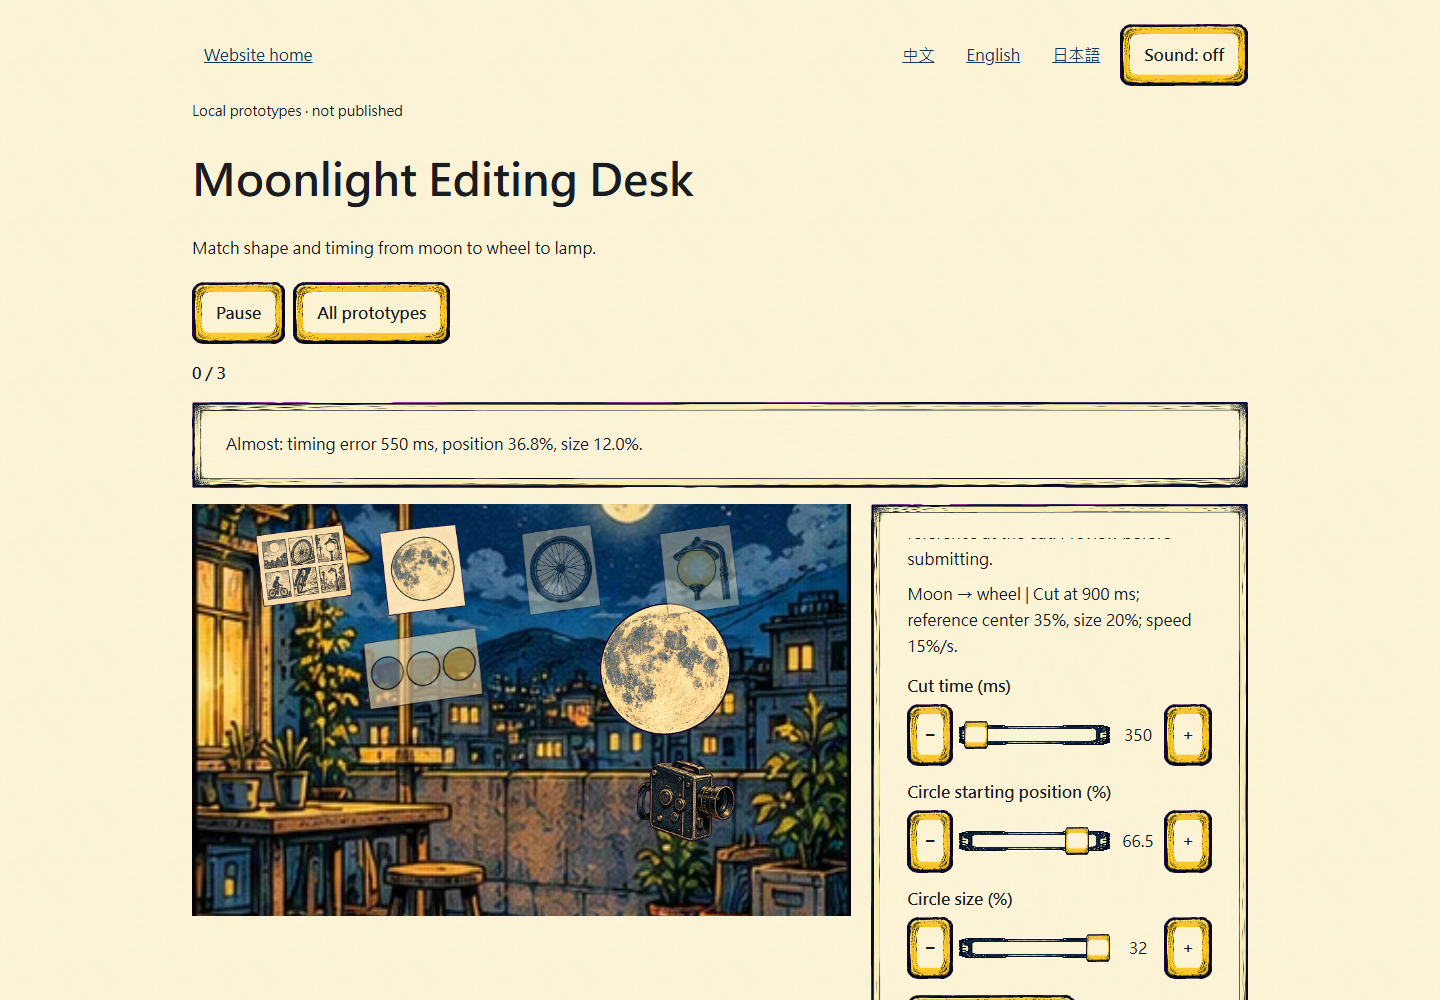 Website home
中文
English
日本語
Sound: off
Local prototypes · not published
Moonlight Editing Desk
Match shape and timing from moon to wheel to lamp.
Pause
All prototypes
0 / 3
Almost: timing error 550 ms, position 36.8%, size 12.0%.
submitting.
Moon → wheel | Cut at 900 ms;
reference center 35%, size 20%; speed
15%/s.
Cut time (ms)
−
350
+
Circle starting position (%)
−
66.5
+
Circle size (%)
−
32
+